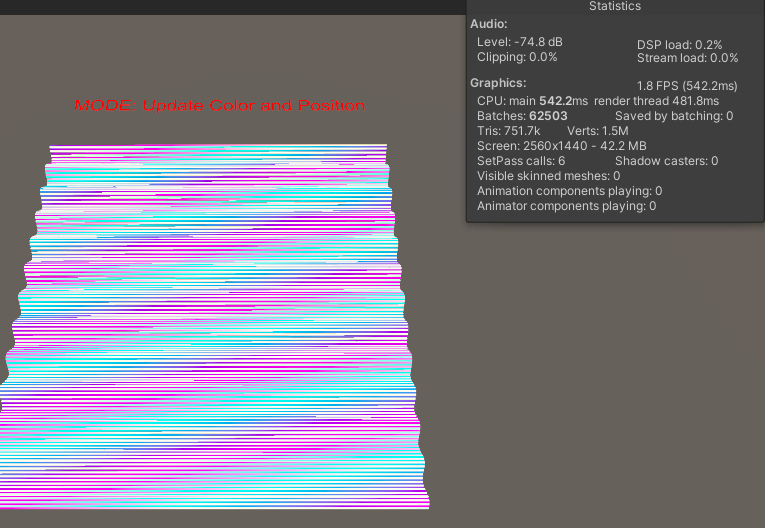 Statistics
Audio:
Level: -74.8 dB DSP load: 0.2%
Clipping: 0.0% Stream load: 0.0%
Graphics: 1.8 FPS (542.2ms)
CPU: main 542.2ms render thread 481.8ms
Batches: 62503 Saved by batching: 0
Tris: 751.7k Verts: 1.5M
Screen: 2560x1440 - 42.2 MB
SetPass calls: 6 Shadow casters: 0
Visible skinned meshes: 0
Animation components playing: 0
Animator components playing: 0
MODE: Update Color and Position